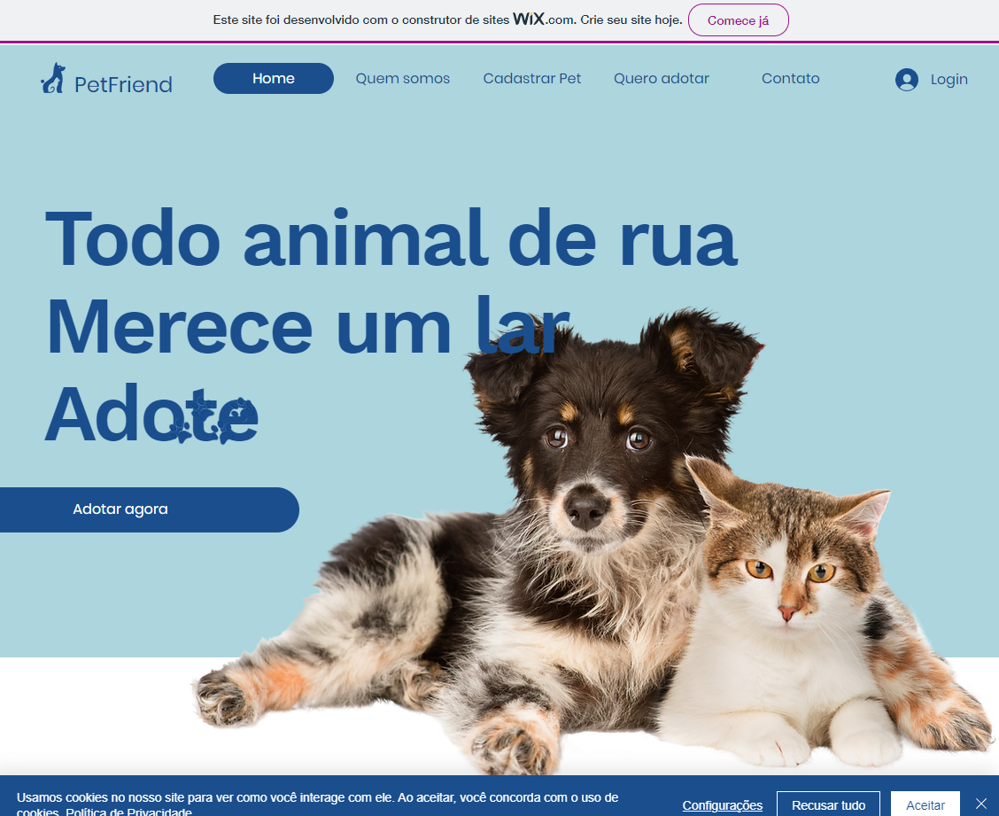 Este site foi desenvolvido com o construtor de sites WiX.com. Crie seu site hoje. Comece já
PetFriend
Home
Quem somos
Cadastrar Pet
Quero adotar
Contato
Login
Todo animal de rua
Merece um lar
Adote
Adotar agora
Usamos cookies no nosso site para ver como você interage com ele. Ao aceitar, você concorda com o uso de
cookies. Política de Privacidade
Configurações
Recusar tudo
Aceitar